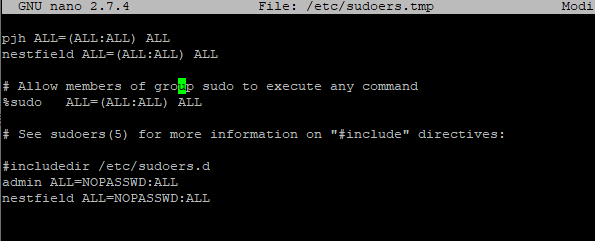 GNU nano 2.7.4 File: /etc/sudoers.tmp Modi
pjh ALL=(ALL:ALL) ALL
nestfield ALL=(ALL:ALL) ALL
# Allow members of group sudo to execute any command
%sudo   ALL=(ALL:ALL) ALL
# See sudoers(5) for more information on "#include" directives:
#includedir /etc/sudoers.d
admin ALL=NOPASSWD:ALL
nestfield ALL=NOPASSWD:ALL